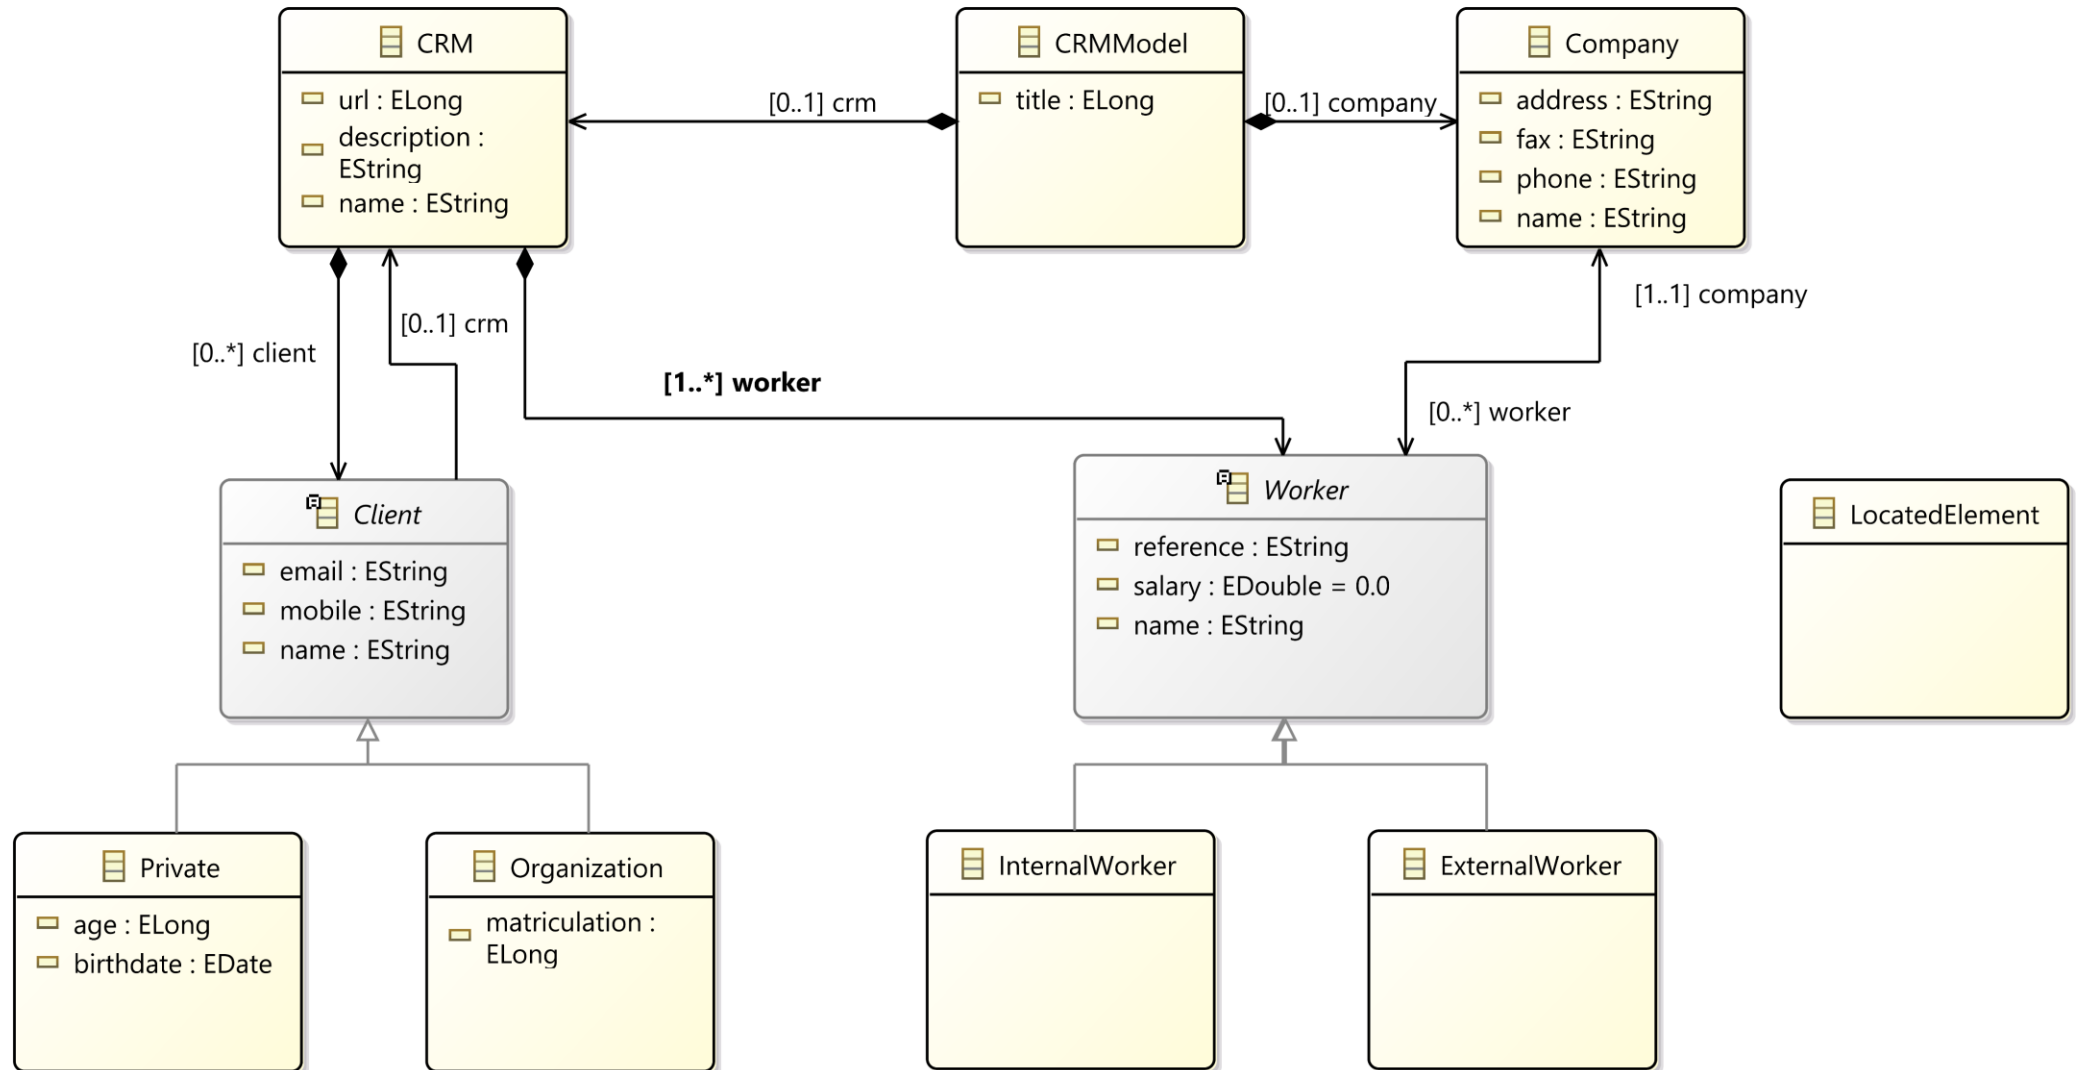 CRM
url : ELong
description :
EString
name : EString
[0..1] crm
CRMModel
title : ELong
[0..1] company
Company
address : EString
fax : EString
phone : EString
name : EString
[0..*] client
[0..1] crm
[1..*] worker
[1..1] company
[0..*] worker
Client
email : EString
mobile : EString
name : EString
Worker
reference : EString
salary : EDouble = 0.0
name : EString
LocatedElement
Private
age : ELong
birthdate : EDate
Organization
matriculation :
ELong
InternalWorker
ExternalWorker